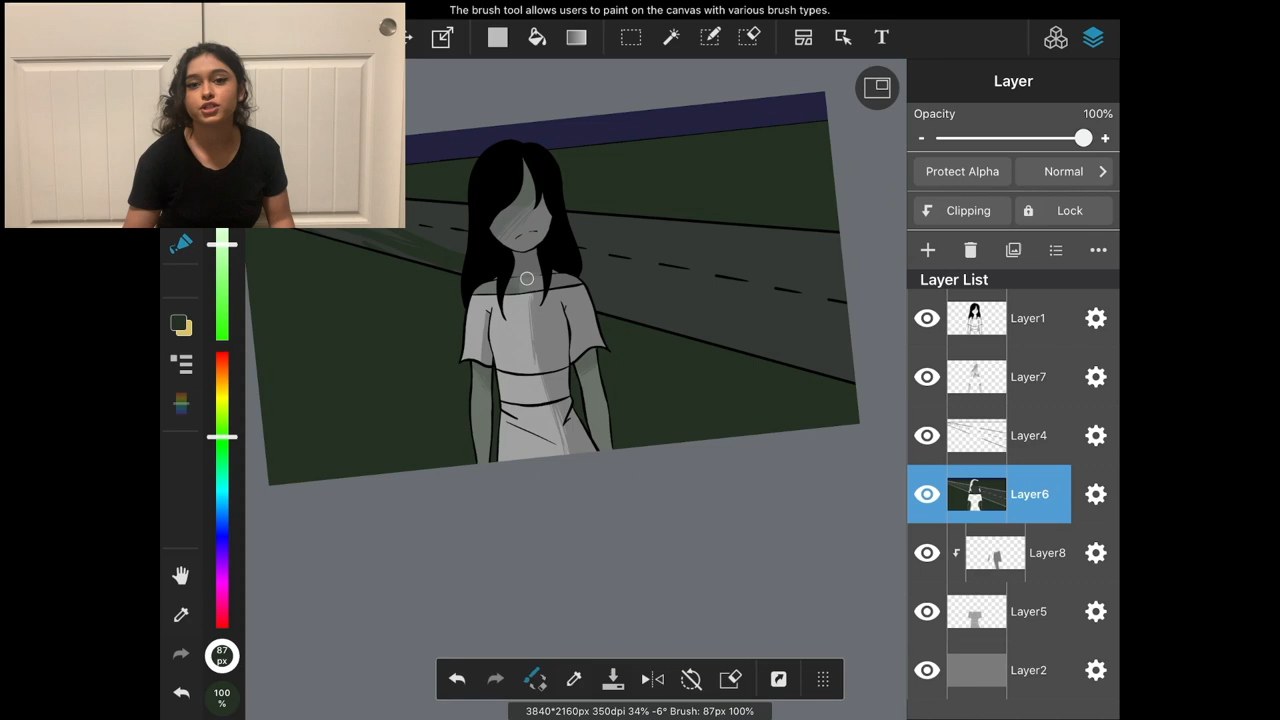 The brush tool allows users to paint on the canvas with various brush types.
T
Layer
Opacity 100%
- +
Protect Alpha Normal
Clipping Lock
Layer List
Layer1
Layer7
Layer4
Layer6
Layer8
Layer5
Layer2
87
px
100
%
3840*2160px 350dpi 34% -6° Brush: 87px 100%